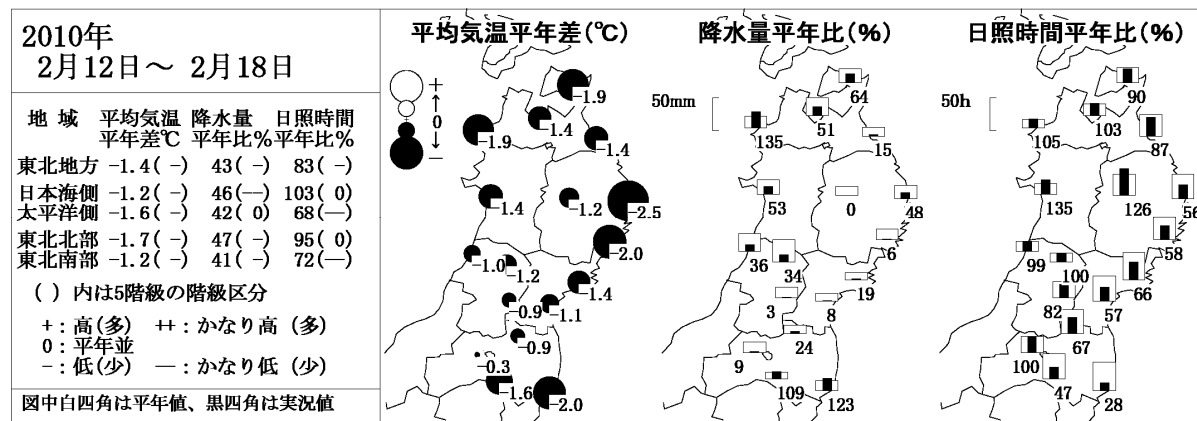 2010年
2月12日～ 2月18日
地 域 平均気温 降水量 日照時間
平年差℃ 平年比% 平年比%
東北地方 -1.4( -) 43( -) 83( -)
日本海側 -1.2( -) 46(--) 103( 0)
太平洋側 -1.6( -) 42( 0) 68(—)
東北北部 -1.7( -) 47( -) 95( 0)
東北南部 -1.2( -) 41( -) 72(—)
( ) 内は5階級の階級区分
+：高(多) ++：かなり高 (多)
0：平年並
-：低(少) —：かなり低 (少)
図中白四角は平年値、黒四角は実況値
平均気温平年差(℃)
+
↑
0
↓
-
-1.9
-1.9
-1.4
-1.4
-1.4
-1.2
-2.5
-2.0
-1.0
-1.2
-1.4
-0.9
-1.1
-0.9
-0.3
-1.6
-2.0
降水量平年比(%)
50mm
64
51
135
15
53
0
48
6
36
34
19
3
8
24
9
109
123
日照時間平年比(%)
50h
90
103
105
87
135
126
56
58
99
100
66
82
57
67
100
47
28